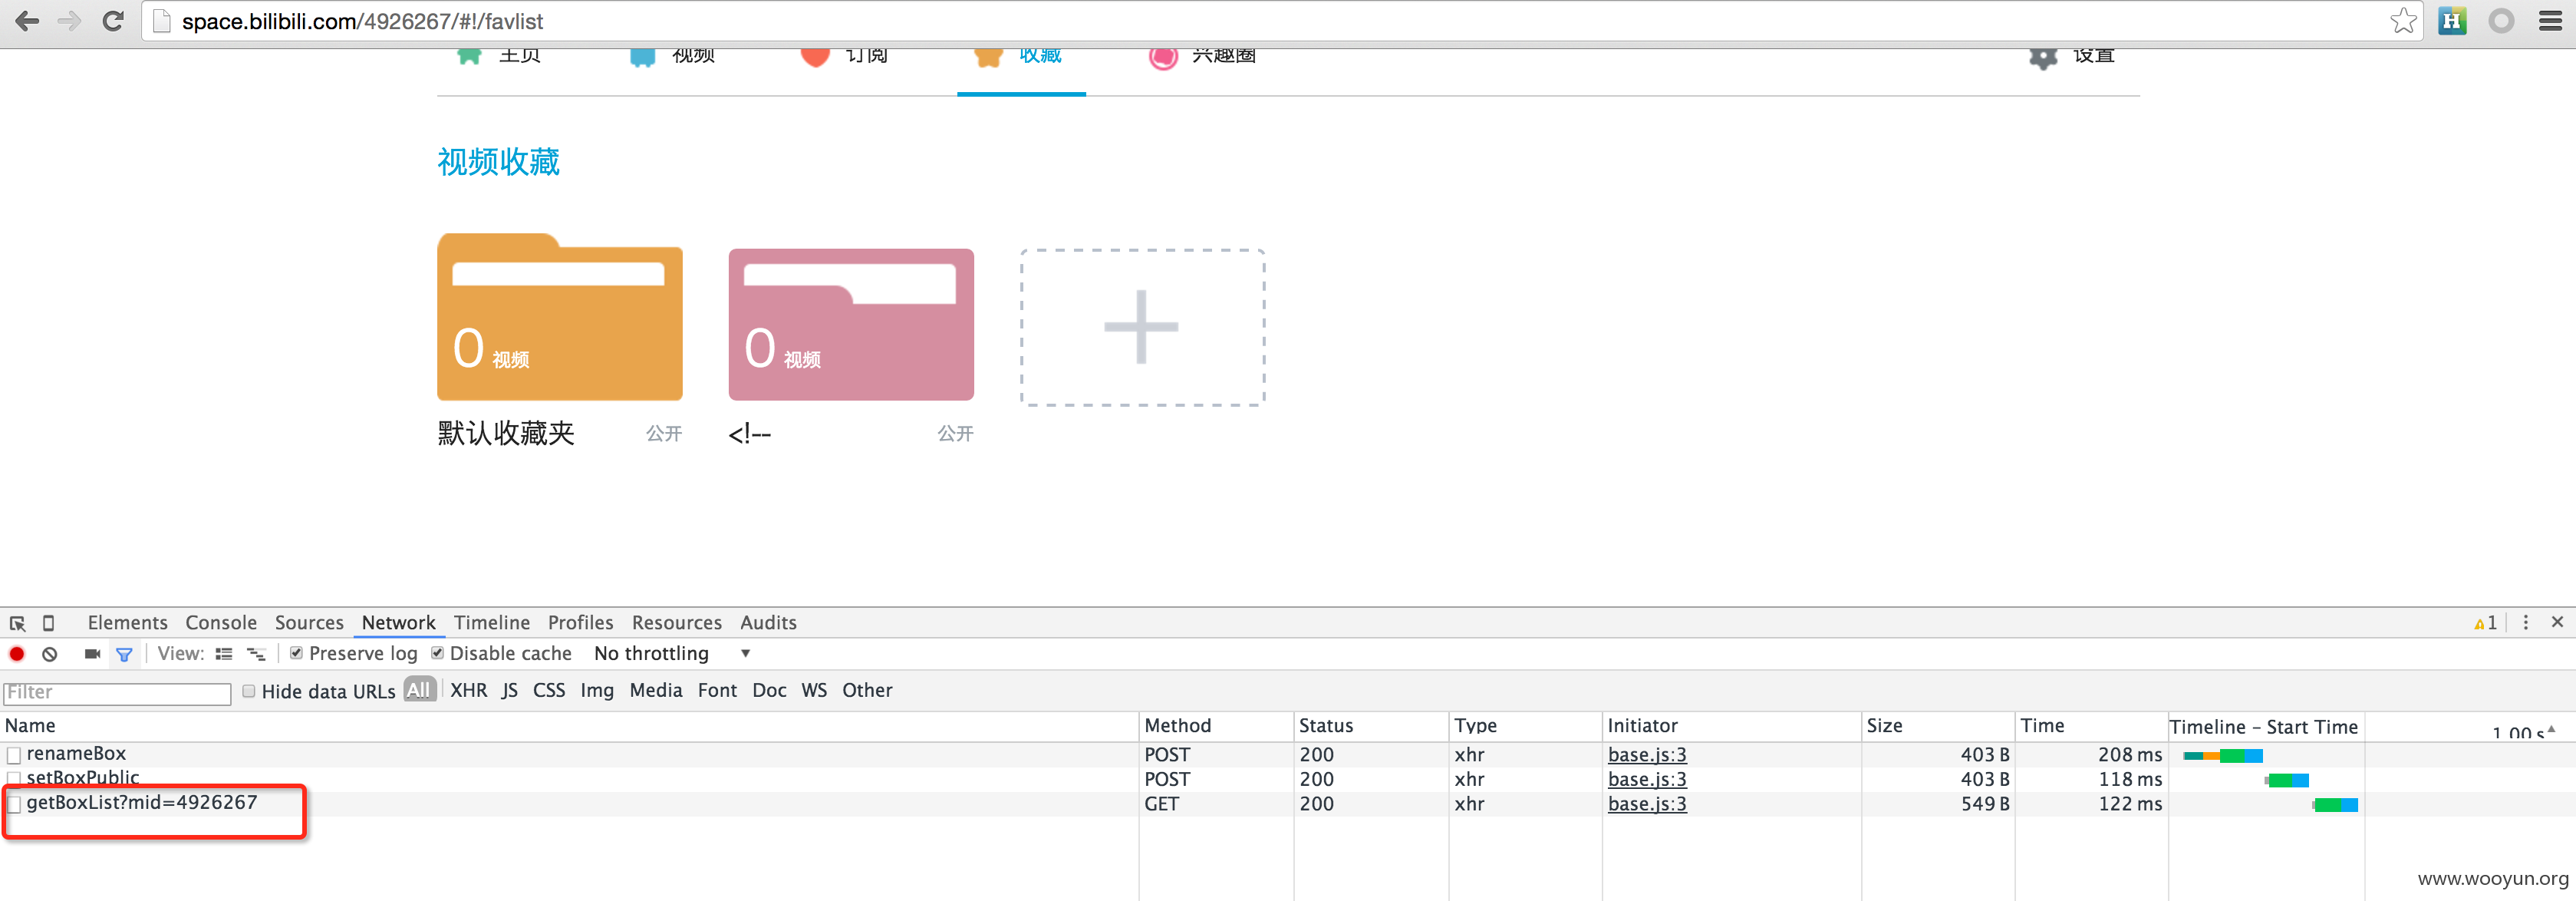 space.bilibili.com/4926267/#!/favlist
主页 视频 订阅 收藏 兴趣圈 设置
视频收藏
0 视频 0 视频
默认收藏夹 公开 <!-- 公开
Elements Console Sources Network Timeline Profiles Resources Audits 1
View: Preserve log Disable cache No throttling
Filter Hide data URLs All XHR JS CSS Img Media Font Doc WS Other
Name Method Status Type Initiator Size Time Timeline – Start Time 1.00 s
renameBox POST 200 xhr base.js:3 403 B 208 ms
setBoxPublic POST 200 xhr base.js:3 403 B 118 ms
getBoxList?mid=4926267 GET 200 xhr base.js:3 549 B 122 ms
www.wooyun.org